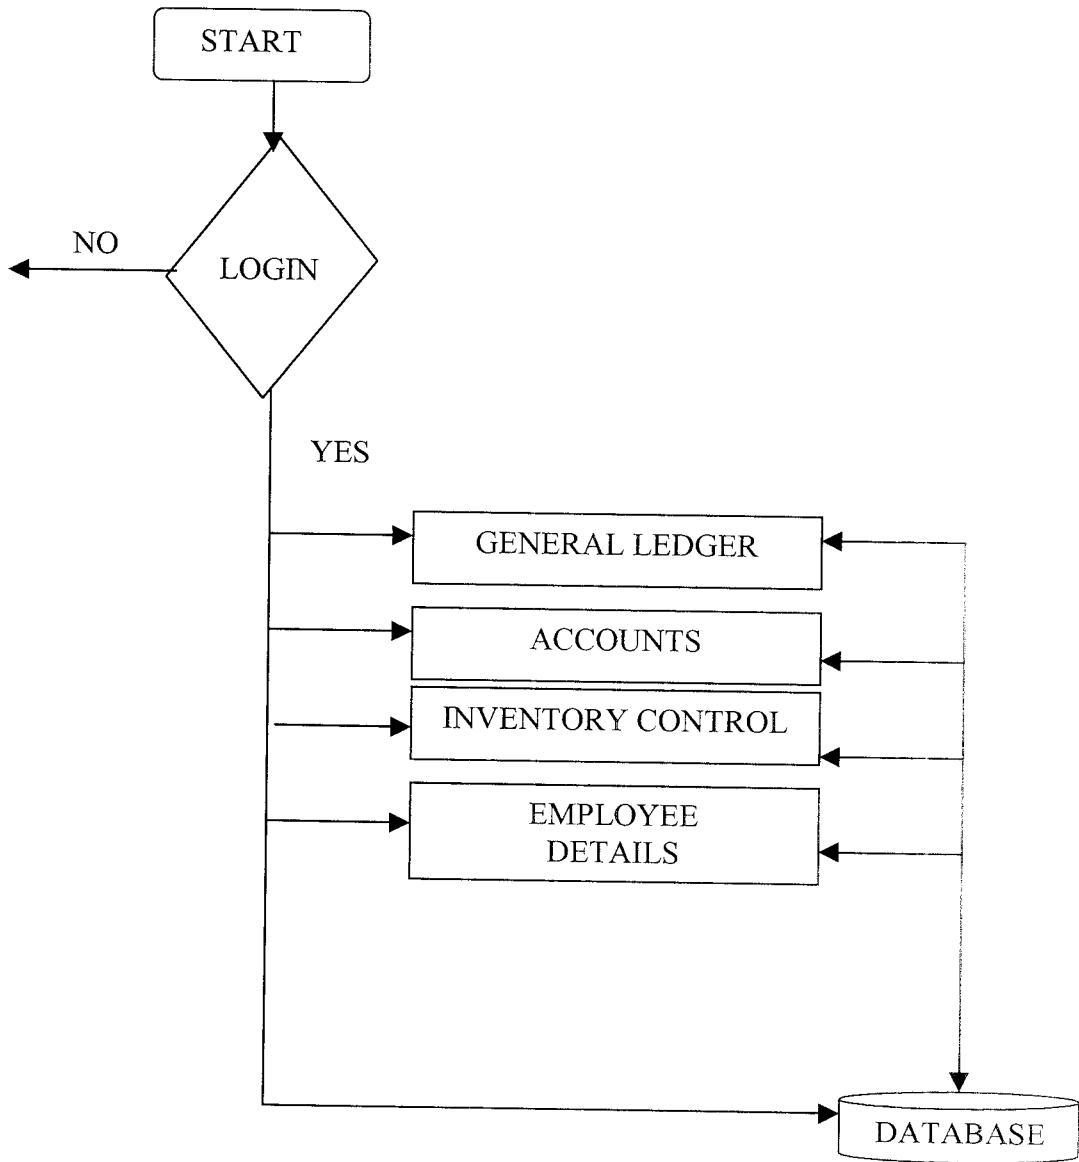 START
NO
LOGIN
YES
GENERAL LEDGER
ACCOUNTS
INVENTORY CONTROL
EMPLOYEE
DETAILS
DATABASE